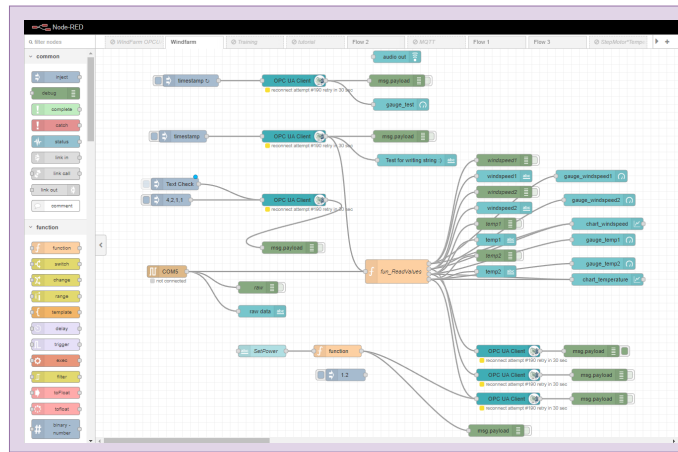 Node-RED
filter nodes
Windfarm OPCU
Windfarm
Training
tutorial
Flow 2
MQTT
Flow 1
Flow 3
common
inject
debug
complete
catch
status
link in
link call
link out
comment
function
function
switch
change
range
template
delay
trigger
exec
filter
toFloat
tofloat
binary -
number
audio out
timestamp ↻
OPC UA Client
reconnect attempt #190 retry in 30 sec
msg.payload
gauge_test
timestamp
OPC UA Client
reconnect attempt #190 retry in 30 sec
msg.payload
Test for writing string :)
Text Check
4.2.1.1
OPC UA Client
reconnect attempt #190 retry in 30 sec
msg.payload
COM5
not connected
raw
raw data
fun_ReadValues
windspeed1
windspeed1
windspeed2
windspeed2
temp1
temp1
temp2
temp2
gauge_windspeed1
gauge_windspeed2
chart_windspeed
gauge_temp1
gauge_temp2
chart_temperature
SetPower
function
1.2
OPC UA Client
reconnect attempt #190 retry in 30 sec
msg.payload
OPC UA Client
reconnect attempt #190 retry in 30 sec
msg.payload
OPC UA Client
reconnect attempt #190 retry in 30 sec
msg.payload
msg.payload